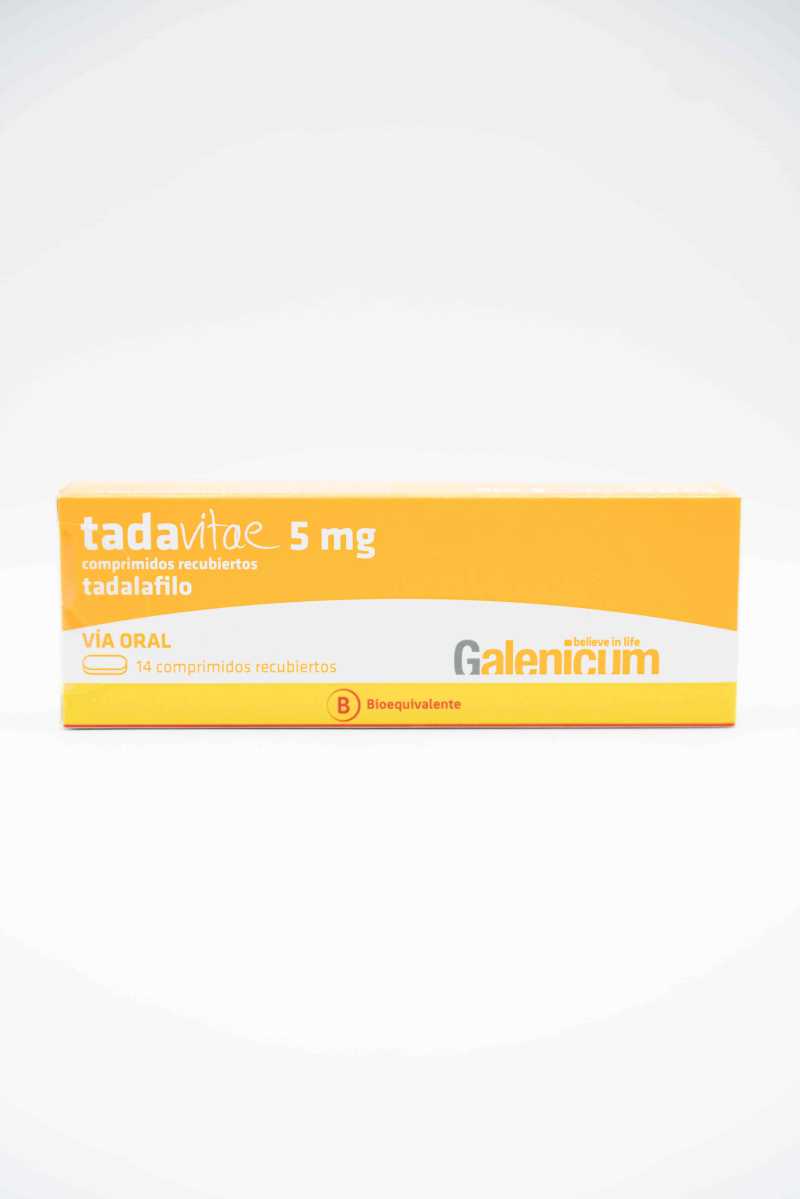 tadavitae 5 mg
comprimidos recubiertos
tadalafilo
VÍA ORAL
14 comprimidos recubiertos
believe in life
Galenicum
B Bioequivalente